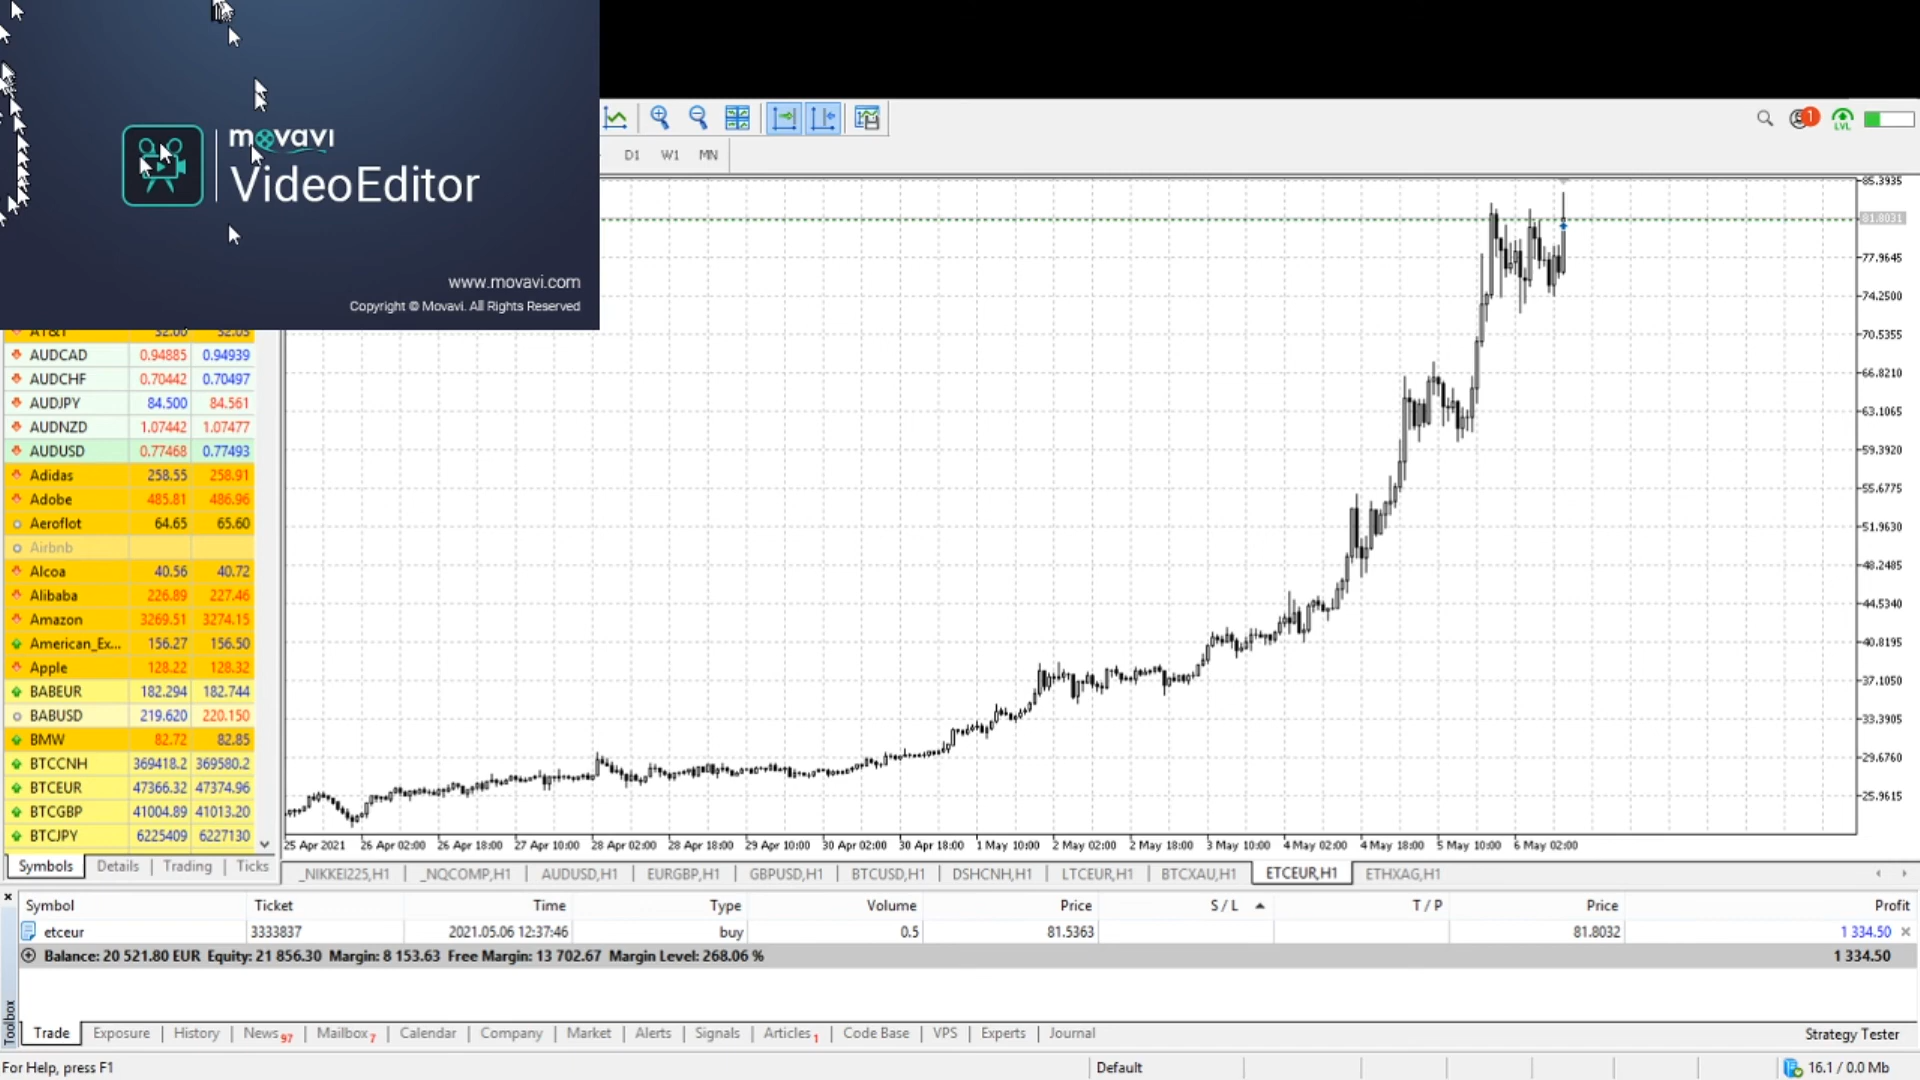 movavi
VideoEditor
www.movavi.com
Copyright © Movavi. All Rights Reserved
D1 W1 MN
1
LVL
85.3935
81.8031
77.9645
74.2500
70.5355
66.8210
63.1065
59.3920
55.6775
51.9630
48.2485
44.5340
40.8195
37.1050
33.3905
29.6760
25.9615
AT&T 32.00 32.03
AUDCAD 0.94885 0.94939
AUDCHF 0.70442 0.70497
AUDJPY 84.500 84.561
AUDNZD 1.07442 1.07477
AUDUSD 0.77468 0.77493
Adidas 258.55 258.91
Adobe 485.81 486.96
Aeroflot 64.65 65.60
Airbnb
Alcoa 40.56 40.72
Alibaba 226.89 227.46
Amazon 3269.51 3274.15
American_Ex... 156.27 156.50
Apple 128.22 128.32
BABEUR 182.294 182.744
BABUSD 219.620 220.150
BMW 82.72 82.85
BTCCNH 369418.2 369580.2
BTCEUR 47366.32 47374.96
BTCGBP 41004.89 41013.20
BTCJPY 6225409 6227130
25 Apr 2021 26 Apr 02:00 26 Apr 18:00 27 Apr 10:00 28 Apr 02:00 28 Apr 18:00 29 Apr 10:00 30 Apr 02:00 30 Apr 18:00 1 May 10:00 2 May 02:00 2 May 18:00 3 May 10:00 4 May 02:00 4 May 18:00 5 May 10:00 6 May 02:00
Symbols Details Trading Ticks
_NIKKEI225,H1 _NQCOMP,H1 AUDUSD,H1 EURGBP,H1 GBPUSD,H1 BTCUSD,H1 DSHCNH,H1 LTCEUR,H1 BTCXAU,H1 ETCEUR,H1 ETHXAG,H1
Symbol Ticket Time Type Volume Price S / L T / P Price Profit
etceur 3333837 2021.05.06 12:37:46 buy 0.5 81.5363 81.8032 1 334.50
Balance: 20 521.80 EUR Equity: 21 856.30 Margin: 8 153.63 Free Margin: 13 702.67 Margin Level: 268.06 % 1 334.50
Toolbox
Trade Exposure History News 97 Mailbox 7 Calendar Company Market Alerts Signals Articles 1 Code Base VPS Experts Journal Strategy Tester
For Help, press F1 Default 16.1 / 0.0 Mb